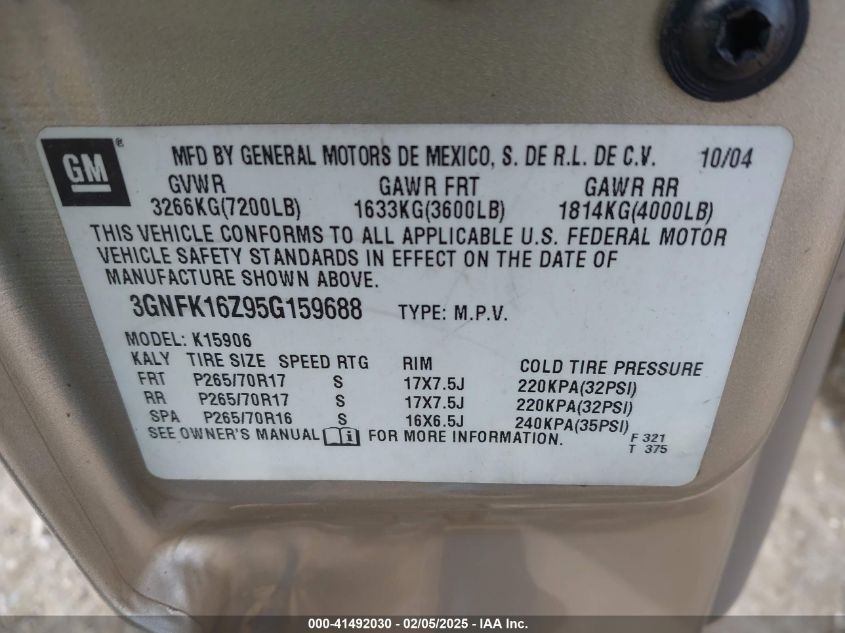 GM ®
MFD BY GENERAL MOTORS DE MEXICO, S. DE R.L. DE C.V. 10/04
GVWR GAWR FRT GAWR RR
3266KG(7200LB) 1633KG(3600LB) 1814KG(4000LB)
THIS VEHICLE CONFORMS TO ALL APPLICABLE U.S. FEDERAL MOTOR
VEHICLE SAFETY STANDARDS IN EFFECT ON THE DATE OF
MANUFACTURE SHOWN ABOVE.
3GNFK16Z95G159688 TYPE: M.P.V.
MODEL: K15906
KALY TIRE SIZE SPEED RTG RIM COLD TIRE PRESSURE
FRT P265/70R17 S 17X7.5J 220KPA(32PSI)
RR P265/70R17 S 17X7.5J 220KPA(32PSI)
SPA P265/70R16 S 16X6.5J 240KPA(35PSI)
SEE OWNER'S MANUAL FOR MORE INFORMATION. F 321
T 375
000-41492030 - 02/05/2025 - IAA Inc.